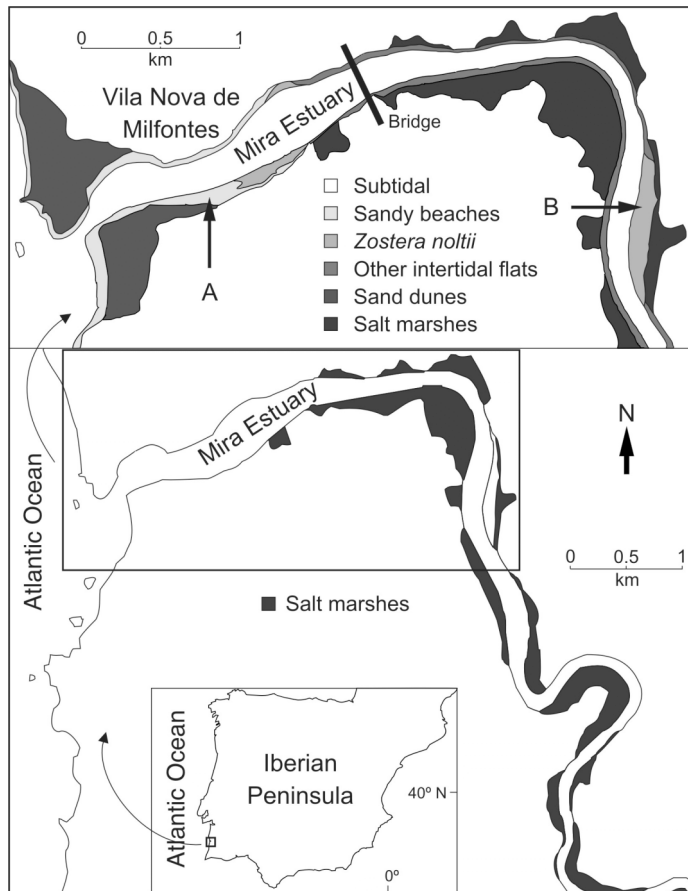 0 0.5 1
km
Vila Nova de
Milfontes
Mira Estuary
Bridge
Subtidal
Sandy beaches
Zostera noltii
Other intertidal flats
Sand dunes
Salt marshes
A
B
Mira Estuary
N
Atlantic Ocean
0 0.5 1
km
Salt marshes
Atlantic Ocean
Iberian
Peninsula
40º N
0º